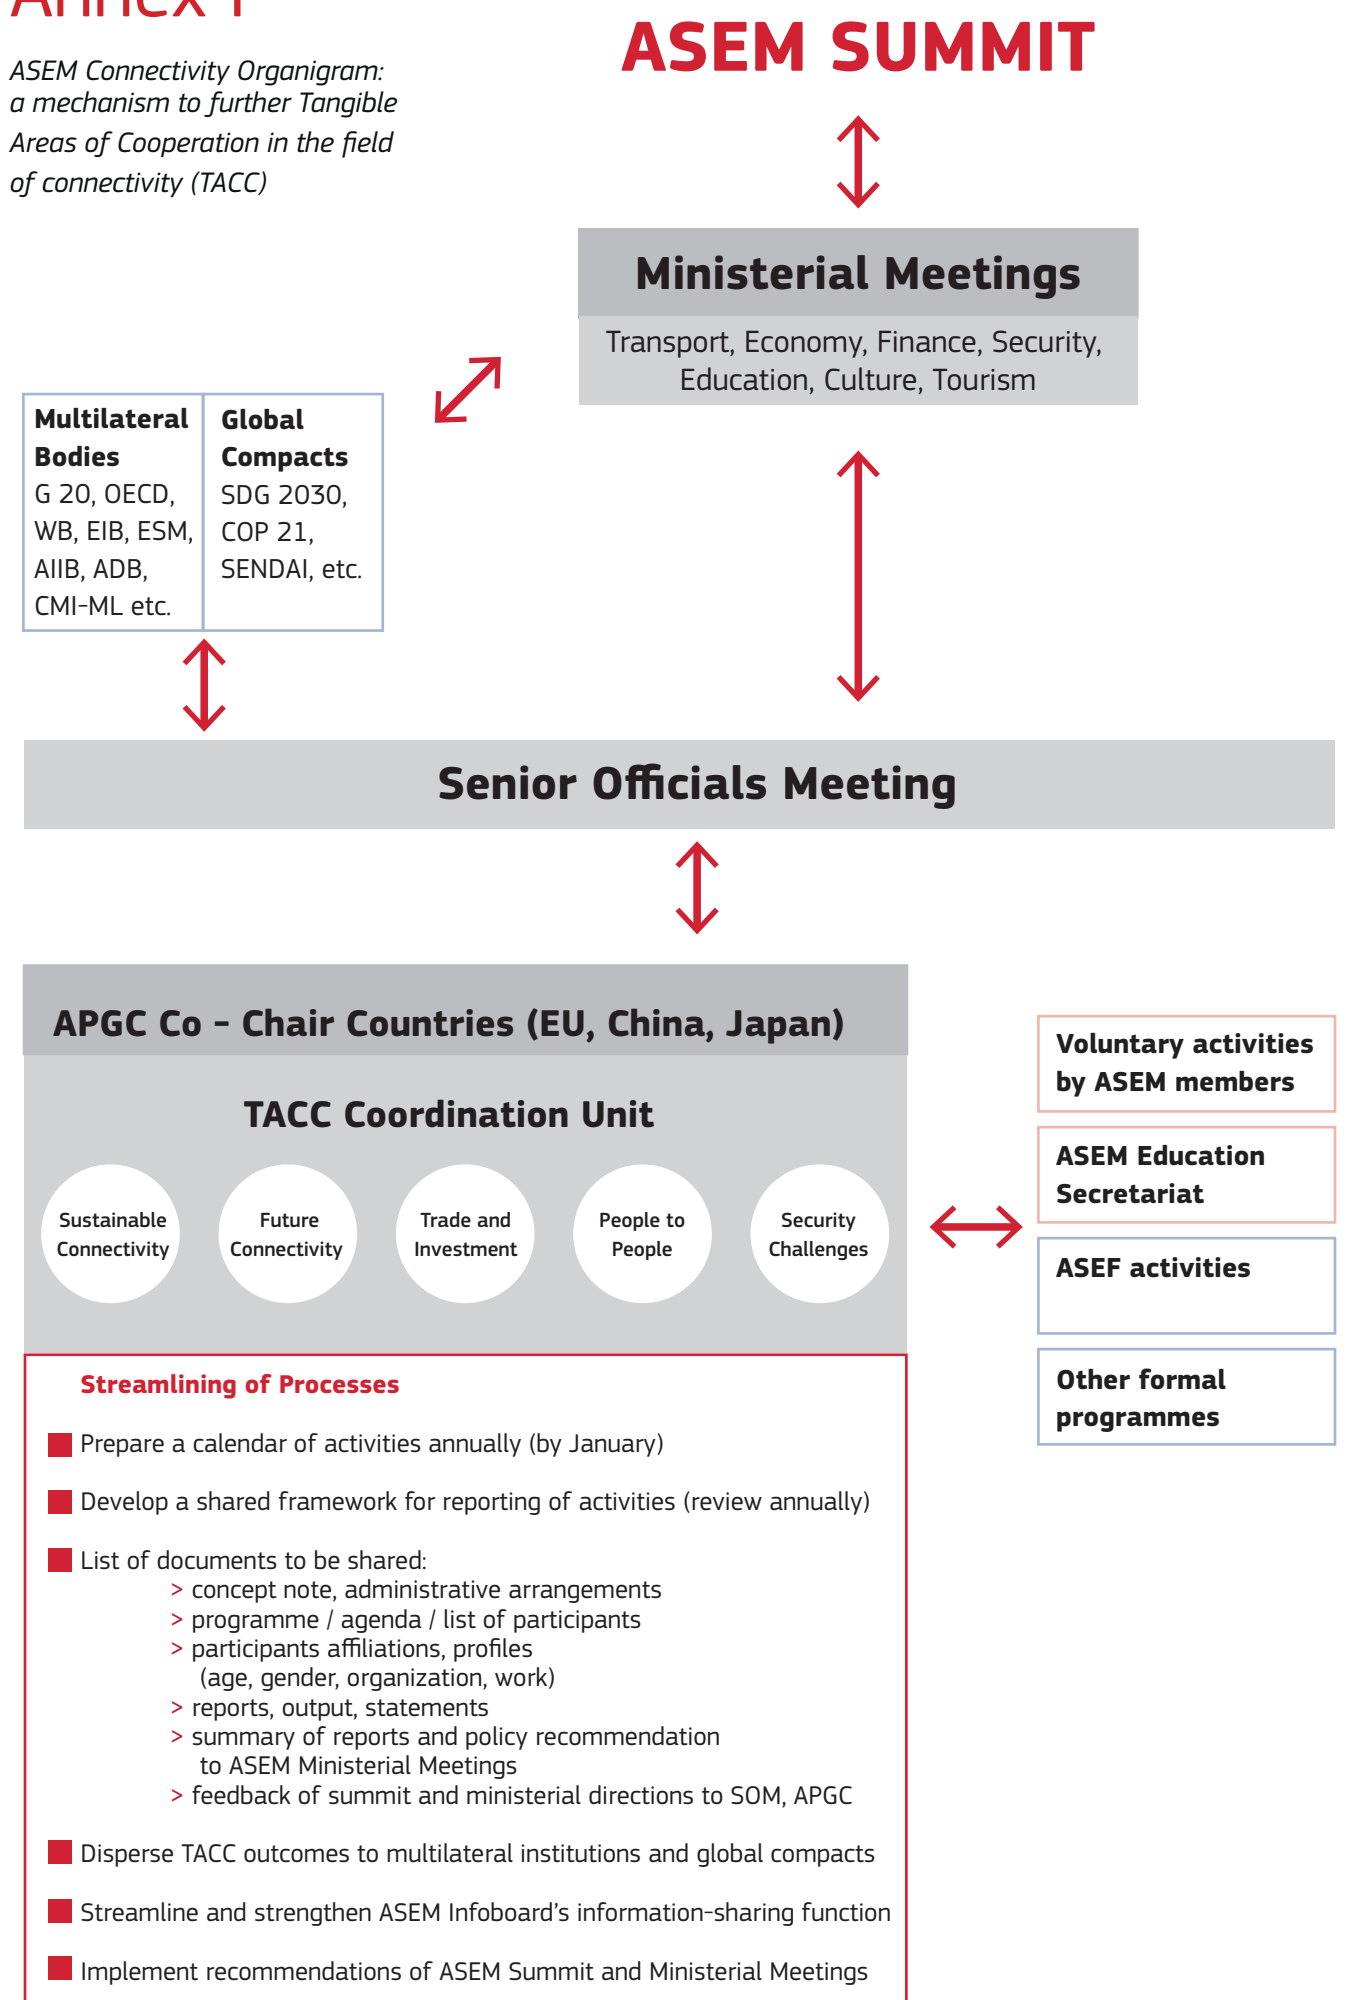 Annex 1
ASEM Connectivity Organigram:
a mechanism to further Tangible
Areas of Cooperation in the field
of connectivity (TACC)
ASEM SUMMIT
Ministerial Meetings
Transport, Economy, Finance, Security,
Education, Culture, Tourism
Multilateral
Bodies
G 20, OECD,
WB, EIB, ESM,
AIIB, ADB,
CMI-ML etc.
Global
Compacts
SDG 2030,
COP 21,
SENDAI, etc.
Senior Officials Meeting
APGC Co - Chair Countries (EU, China, Japan)
TACC Coordination Unit
Sustainable
Connectivity
Future
Connectivity
Trade and
Investment
People to
People
Security
Challenges
Voluntary activities
by ASEM members
ASEM Education
Secretariat
ASEF activities
Other formal
programmes
Streamlining of Processes
Prepare a calendar of activities annually (by January)
Develop a shared framework for reporting of activities (review annually)
List of documents to be shared:
> concept note, administrative arrangements
> programme / agenda / list of participants
> participants affiliations, profiles
(age, gender, organization, work)
> reports, output, statements
> summary of reports and policy recommendation
to ASEM Ministerial Meetings
> feedback of summit and ministerial directions to SOM, APGC
Disperse TACC outcomes to multilateral institutions and global compacts
Streamline and strengthen ASEM Infoboard's information-sharing function
Implement recommendations of ASEM Summit and Ministerial Meetings